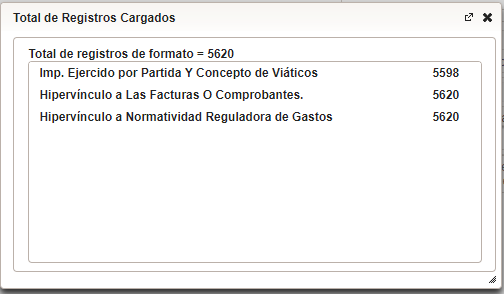 Total de Registros Cargados
Total de registros de formato = 5620
Imp. Ejercido por Partida Y Concepto de Viáticos 5598
Hipervínculo a Las Facturas O Comprobantes. 5620
Hipervínculo a Normatividad Reguladora de Gastos 5620